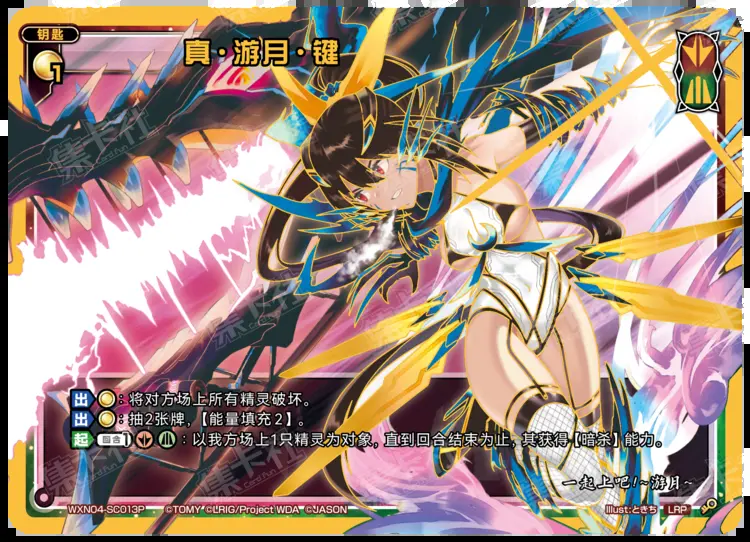 钥匙
1
真·游月·键
出：将对方场上所有精灵破坏。
出：抽2张牌，【能量填充2】。
起 回合1：以我方场上1只精灵为对象，直到回合结束为止，其获得【暗杀】能力。
一起上吧!~游月~
WXN04-SC013P ©TOMY ©LRIG/Project WDA ©JASON Illust:ときち LRP
集卡社